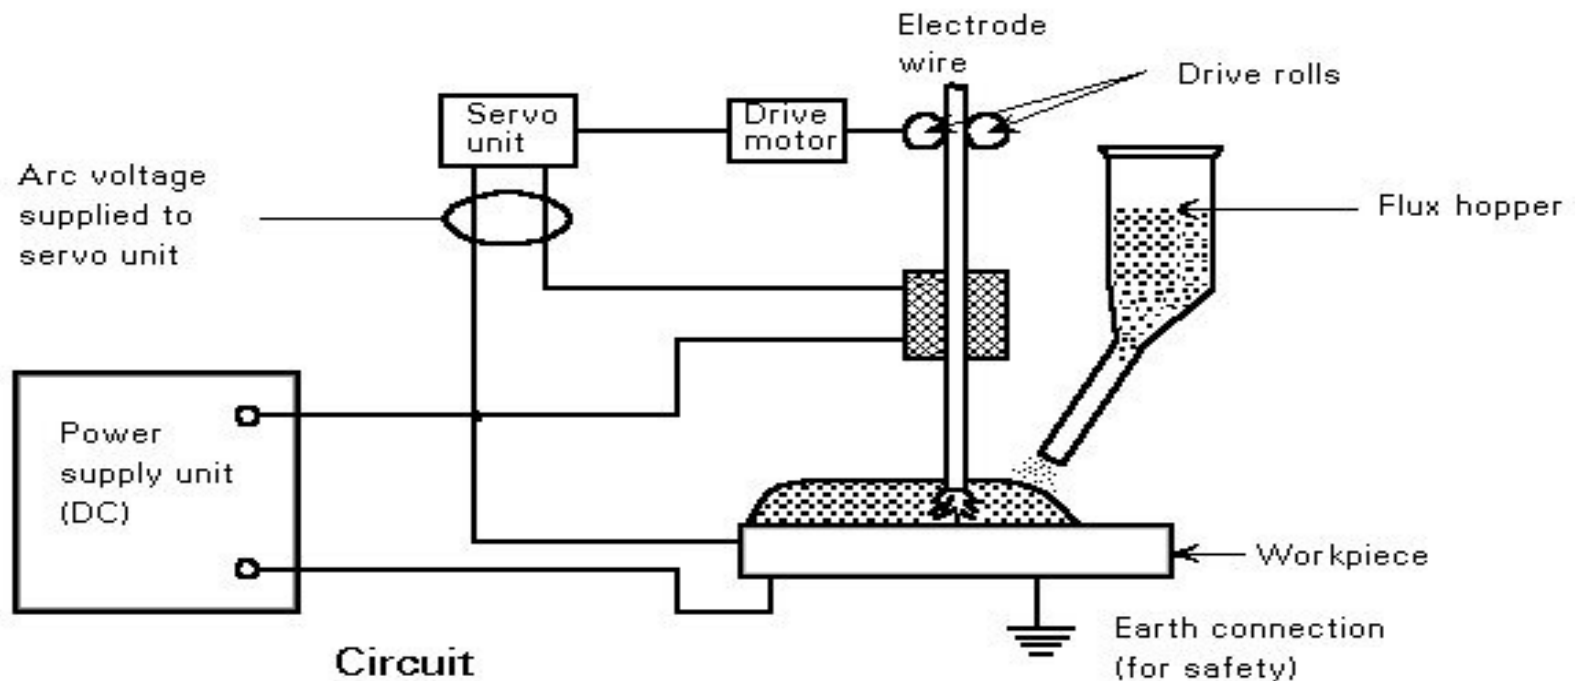 Electrode
wire
Drive rolls
Servo
unit
Drive
motor
Arc voltage
supplied to
servo unit
Flux hopper
Power
supply unit
(DC)
Workpiece
Earth connection
(for safety)
Circuit